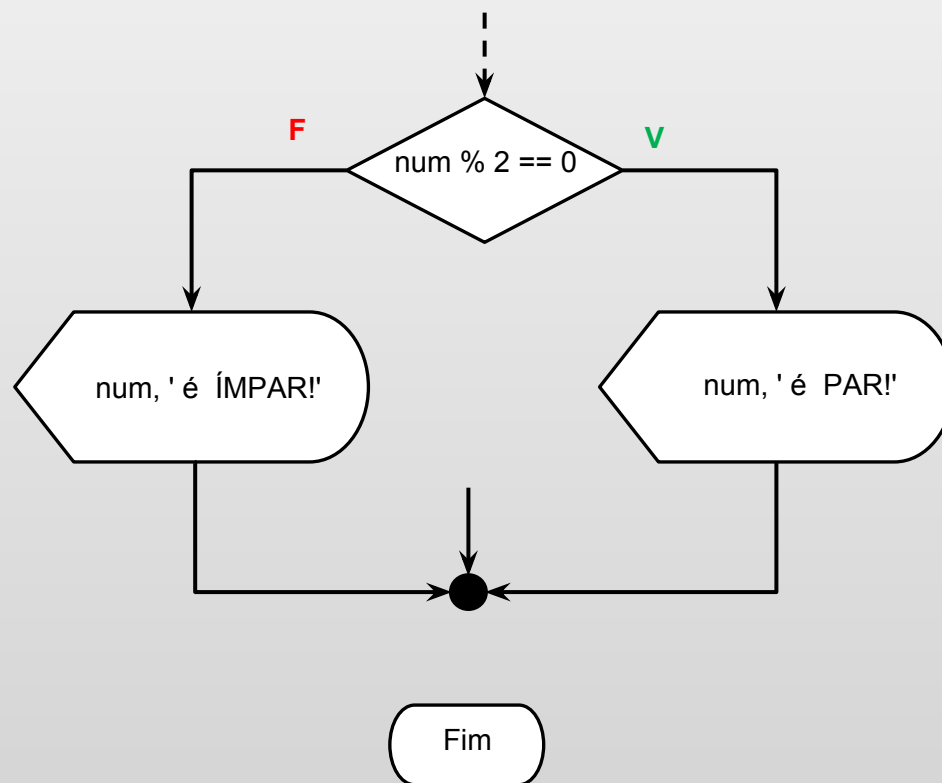 F
V
num % 2 == 0
num, ' é  ÍMPAR!'
num, ' é  PAR!'
Fim